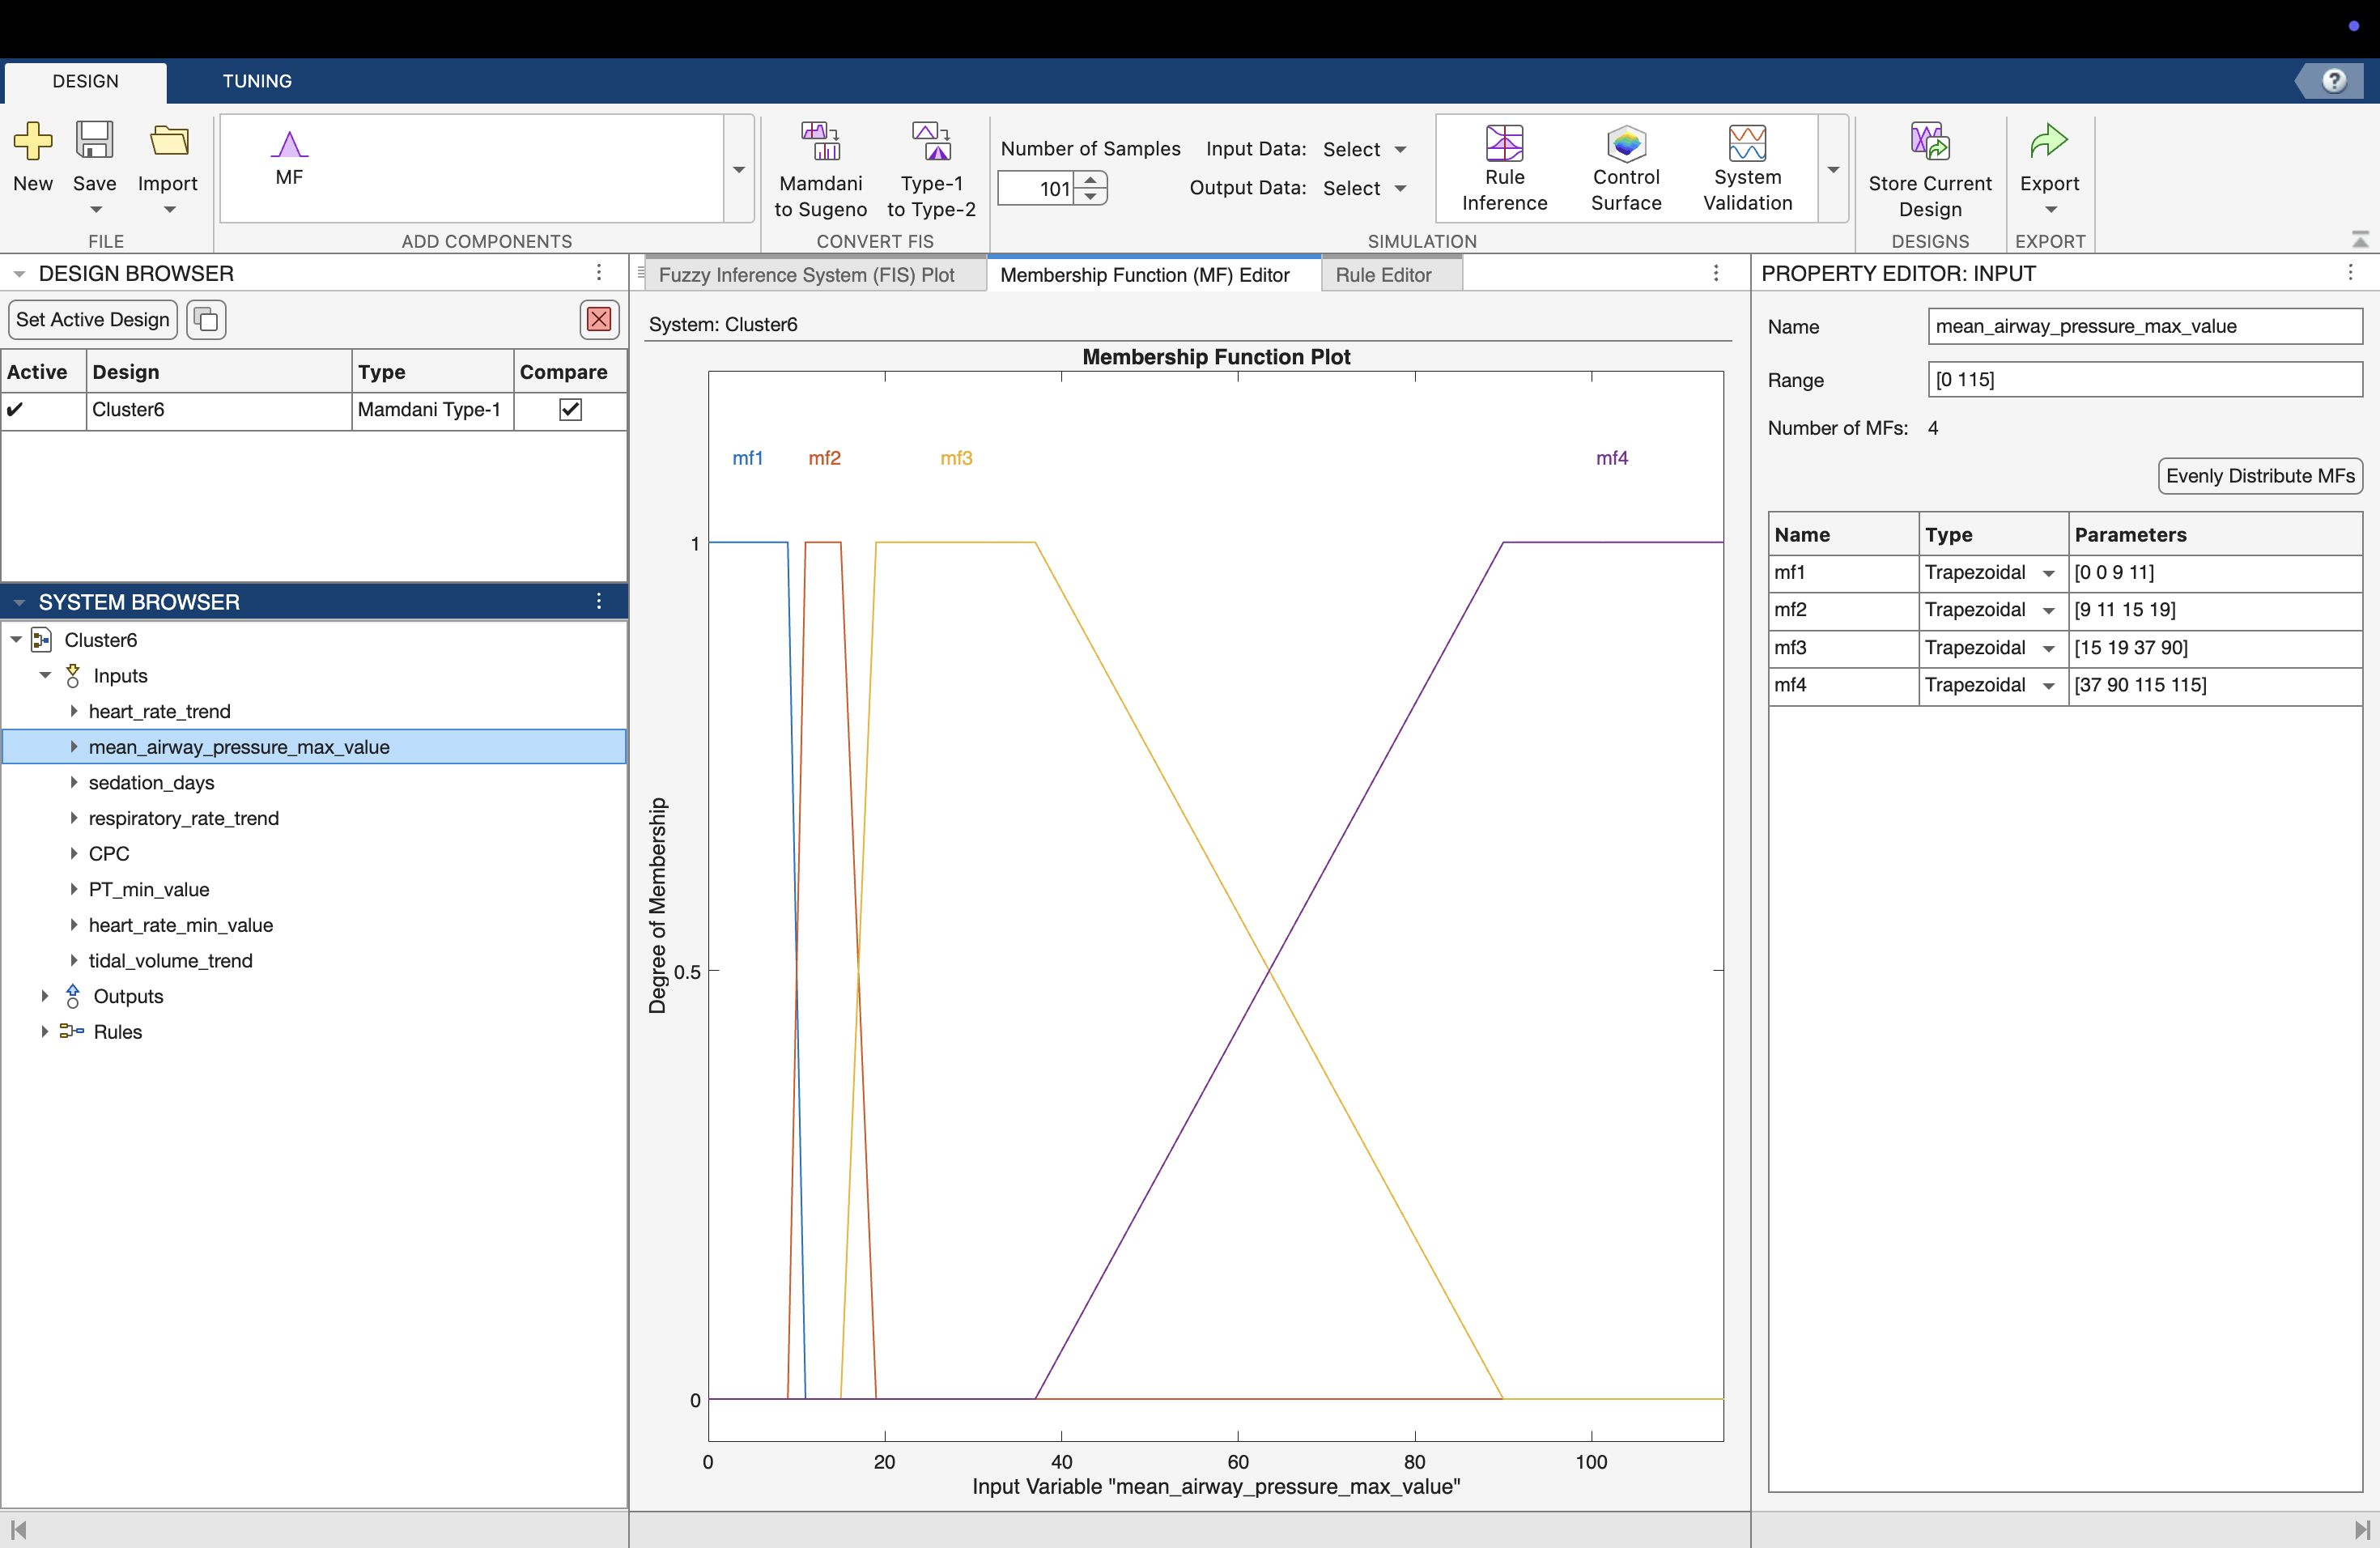 DESIGN TUNING
New Save Import
FILE
MF
ADD COMPONENTS
Mamdani to Sugeno
Type-1 to Type-2
CONVERT FIS
Number of Samples Input Data: Select
101 Output Data: Select
Rule Inference
Control Surface
System Validation
SIMULATION
Store Current Design
DESIGNS
Export
EXPORT
DESIGN BROWSER
Set Active Design
Active Design Type Compare
Cluster6 Mamdani Type-1
SYSTEM BROWSER
Cluster6
Inputs
heart_rate_trend
mean_airway_pressure_max_value
sedation_days
respiratory_rate_trend
CPC
PT_min_value
heart_rate_min_value
tidal_volume_trend
Outputs
Rules
Fuzzy Inference System (FIS) Plot Membership Function (MF) Editor Rule Editor
System: Cluster6
Membership Function Plot
mf1 mf2 mf3 mf4
1
0.5
0
Degree of Membership
0 20 40 60 80 100
Input Variable "mean_airway_pressure_max_value"
PROPERTY EDITOR: INPUT
Name mean_airway_pressure_max_value
Range [0 115]
Number of MFs: 4
Evenly Distribute MFs
Name Type Parameters
mf1 Trapezoidal [0 0 9 11]
mf2 Trapezoidal [9 11 15 19]
mf3 Trapezoidal [15 19 37 90]
mf4 Trapezoidal [37 90 115 115]